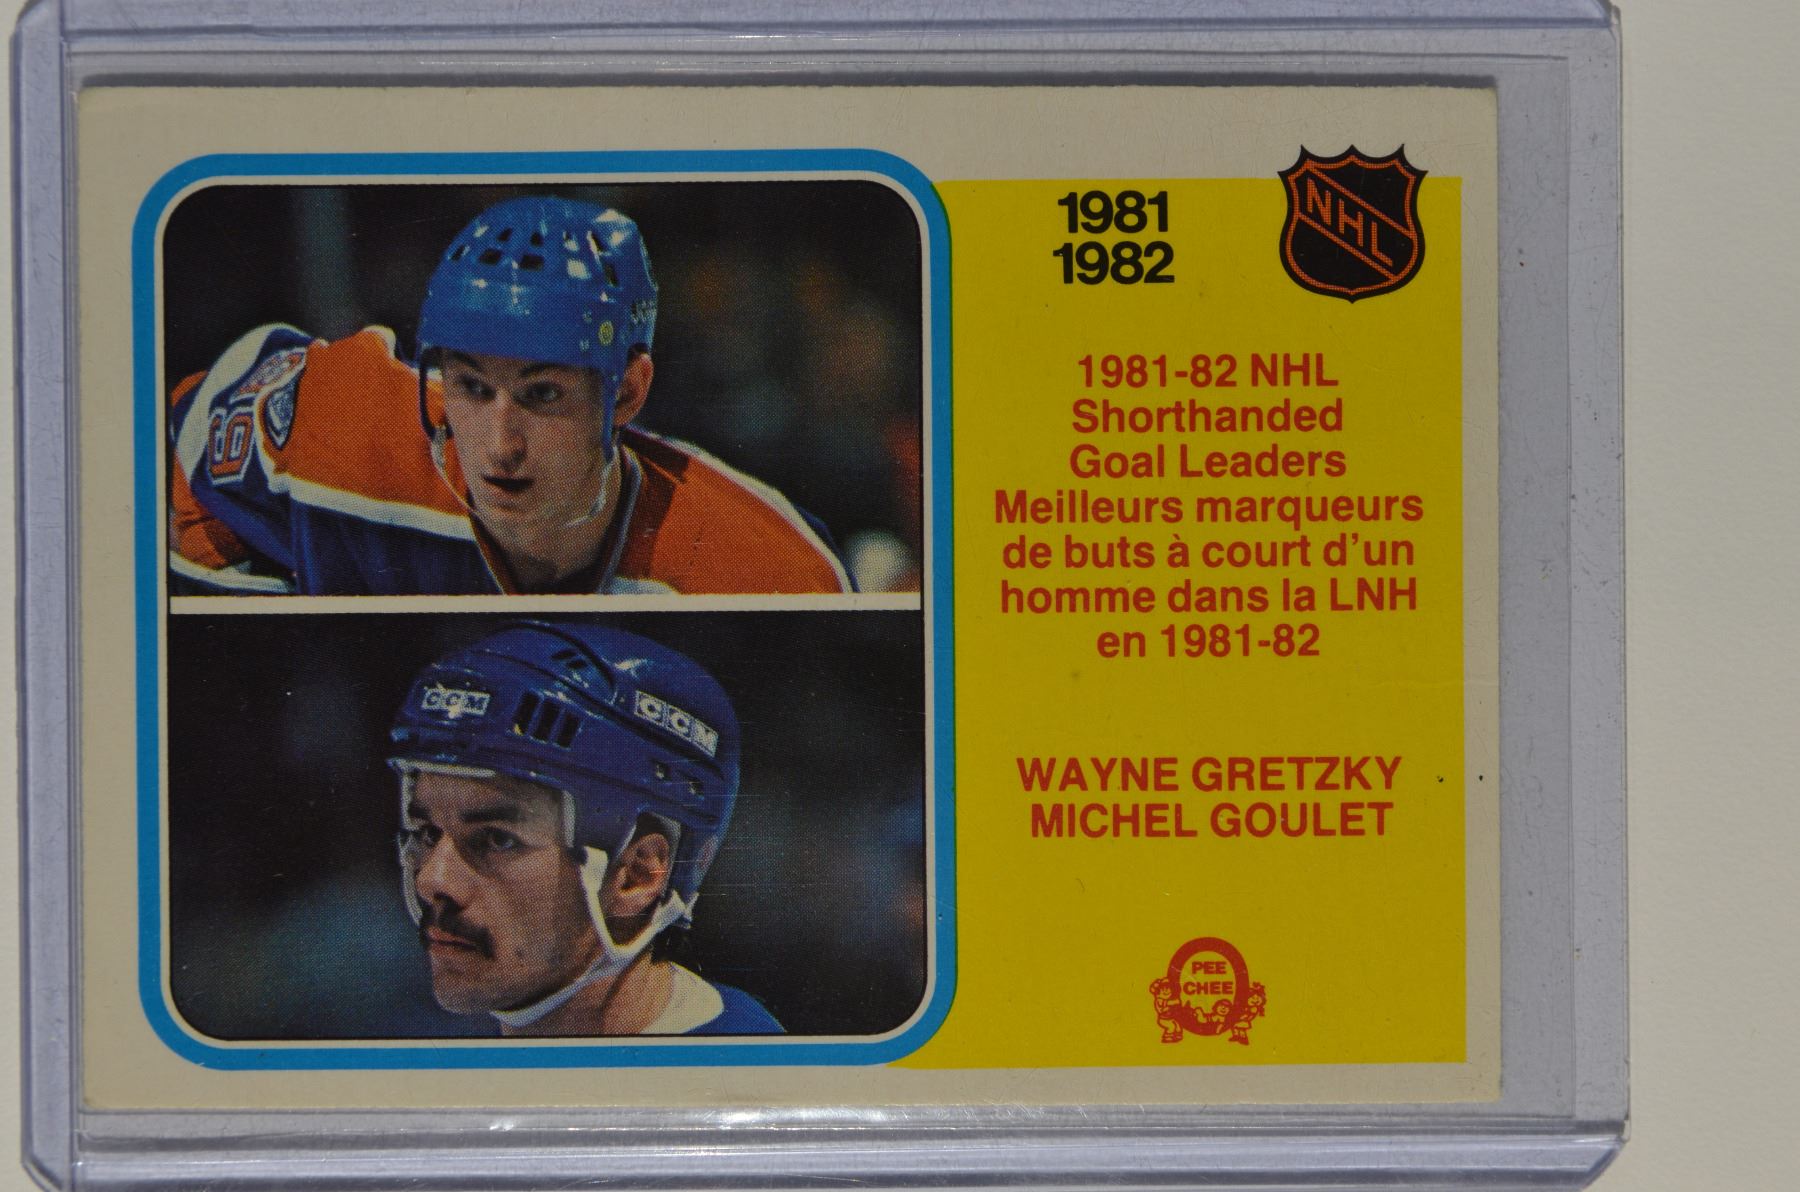 1981
1982
NHL
1981-82 NHL
Shorthanded
Goal Leaders
Meilleurs marqueurs
de buts à court d'un
homme dans la LNH
en 1981-82
WAYNE GRETZKY
MICHEL GOULET
PEE
CHEE
9
CCM
CCM